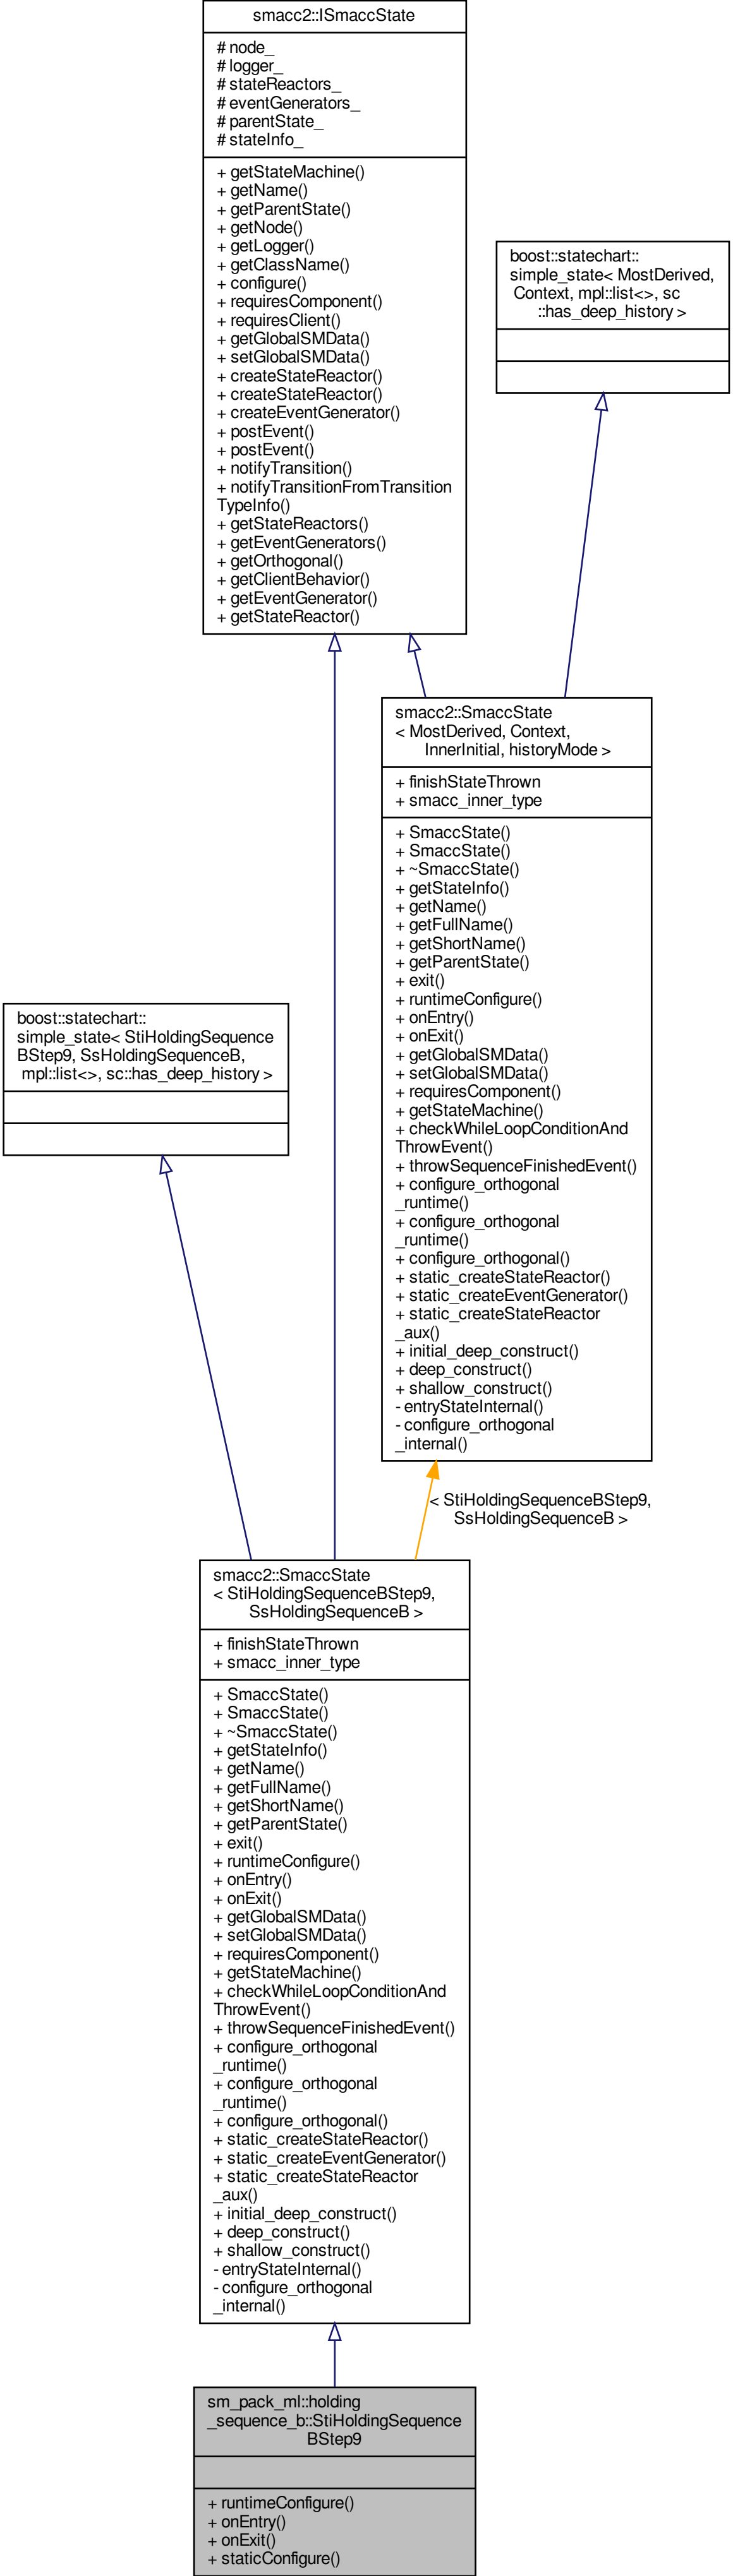 smacc2::ISmaccState
# node_
# logger_
# stateReactors_
# eventGenerators_
# parentState_
# stateInfo_
+ getStateMachine()
+ getName()
+ getParentState()
+ getNode()
+ getLogger()
+ getClassName()
+ configure()
+ requiresComponent()
+ requiresClient()
+ getGlobalSMData()
+ setGlobalSMData()
+ createStateReactor()
+ createStateReactor()
+ createEventGenerator()
+ postEvent()
+ postEvent()
+ notifyTransition()
+ notifyTransitionFromTransition
TypeInfo()
+ getStateReactors()
+ getEventGenerators()
+ getOrthogonal()
+ getClientBehavior()
+ getEventGenerator()
+ getStateReactor()
boost::statechart::
simple_state< MostDerived,
Context, mpl::list<>, sc
::has_deep_history >
smacc2::SmaccState
< MostDerived, Context,
InnerInitial, historyMode >
+ finishStateThrown
+ smacc_inner_type
+ SmaccState()
+ SmaccState()
+ ~SmaccState()
+ getStateInfo()
+ getName()
+ getFullName()
+ getShortName()
+ getParentState()
+ exit()
+ runtimeConfigure()
+ onEntry()
+ onExit()
+ getGlobalSMData()
+ setGlobalSMData()
+ requiresComponent()
+ getStateMachine()
+ checkWhileLoopConditionAnd
ThrowEvent()
+ throwSequenceFinishedEvent()
+ configure_orthogonal
_runtime()
+ configure_orthogonal
_runtime()
+ configure_orthogonal()
+ static_createStateReactor()
+ static_createEventGenerator()
+ static_createStateReactor
_aux()
+ initial_deep_construct()
+ deep_construct()
+ shallow_construct()
- entryStateInternal()
- configure_orthogonal
_internal()
boost::statechart::
simple_state< StiHoldingSequence
BStep9, SsHoldingSequenceB,
mpl::list<>, sc::has_deep_history >
< StiHoldingSequenceBStep9,
SsHoldingSequenceB >
smacc2::SmaccState
< StiHoldingSequenceBStep9,
SsHoldingSequenceB >
+ finishStateThrown
+ smacc_inner_type
+ SmaccState()
+ SmaccState()
+ ~SmaccState()
+ getStateInfo()
+ getName()
+ getFullName()
+ getShortName()
+ getParentState()
+ exit()
+ runtimeConfigure()
+ onEntry()
+ onExit()
+ getGlobalSMData()
+ setGlobalSMData()
+ requiresComponent()
+ getStateMachine()
+ checkWhileLoopConditionAnd
ThrowEvent()
+ throwSequenceFinishedEvent()
+ configure_orthogonal
_runtime()
+ configure_orthogonal
_runtime()
+ configure_orthogonal()
+ static_createStateReactor()
+ static_createEventGenerator()
+ static_createStateReactor
_aux()
+ initial_deep_construct()
+ deep_construct()
+ shallow_construct()
- entryStateInternal()
- configure_orthogonal
_internal()
sm_pack_ml::holding
_sequence_b::StiHoldingSequence
BStep9
+ runtimeConfigure()
+ onEntry()
+ onExit()
+ staticConfigure()